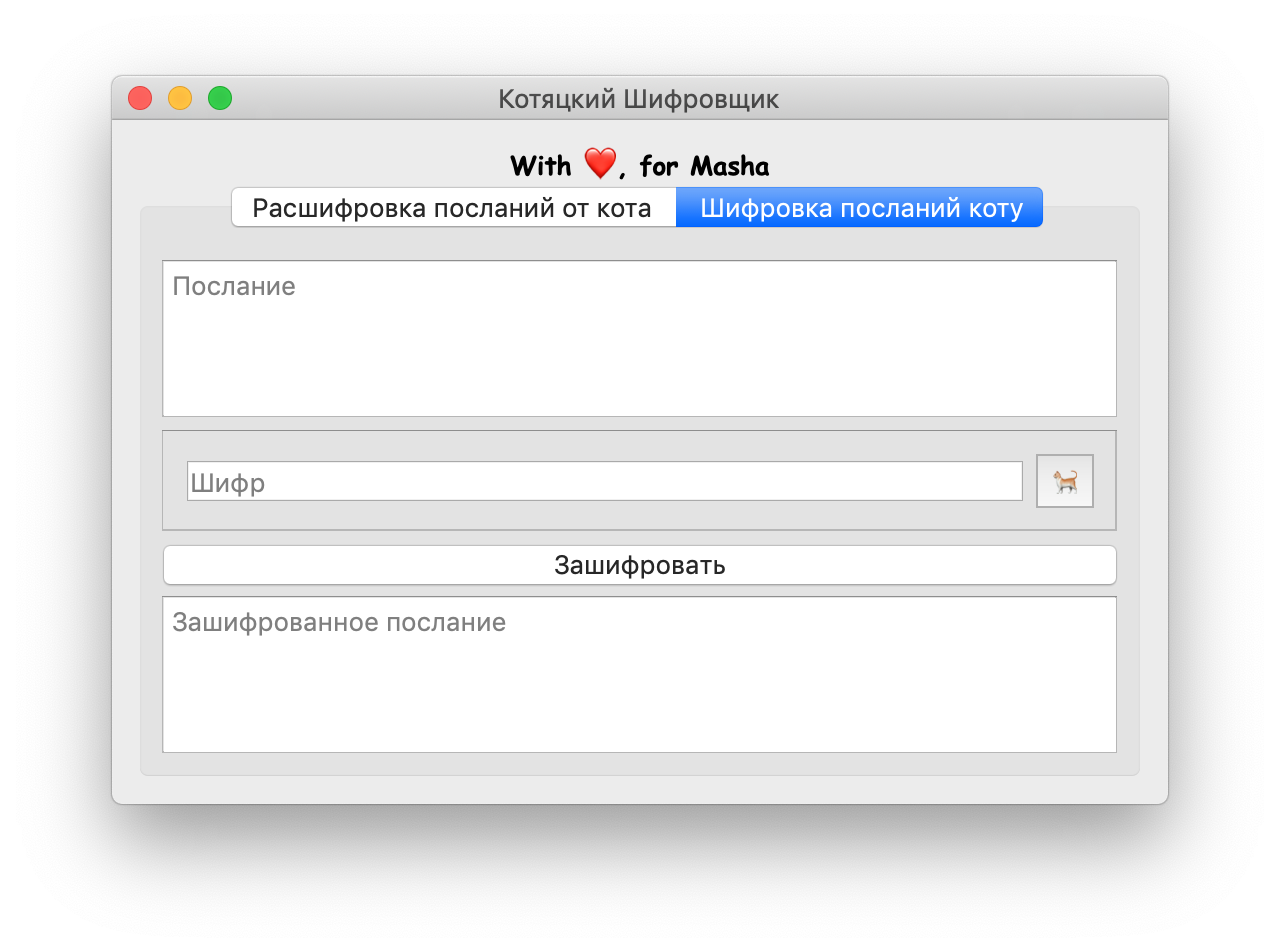 Котяцкий Шифровщик
With ❤️, for Masha
Расшифровка посланий от кота
Шифровка посланий коту
Послание
Шифр
Зашифровать
Зашифрованное послание